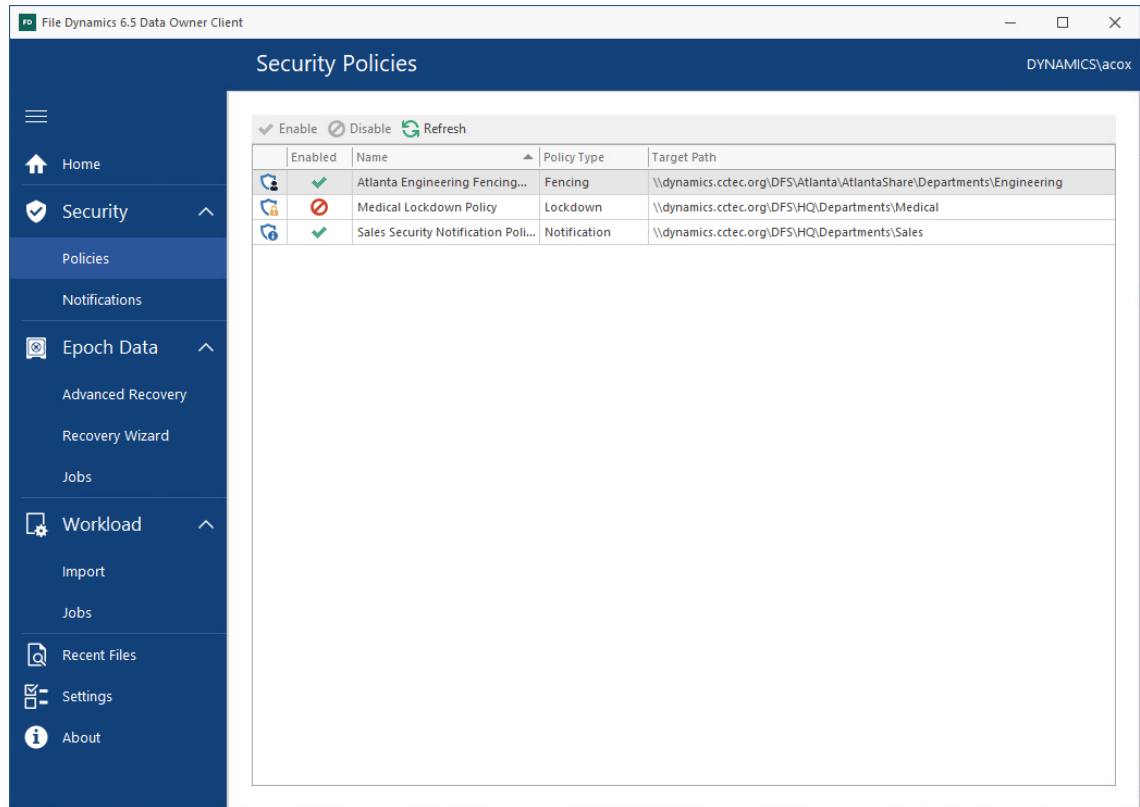 FD File Dynamics 6.5 Data Owner Client
Security Policies
DYNAMICS\acox
Home
Security
Policies
Notifications
Epoch Data
Advanced Recovery
Recovery Wizard
Jobs
Workload
Import
Jobs
Recent Files
Settings
About
Enable Disable Refresh
Enabled Name Policy Type Target Path
Atlanta Engineering Fencing... Fencing \\dynamics.cctec.org\DFS\Atlanta\AtlantaShare\Departments\Engineering
Medical Lockdown Policy Lockdown \\dynamics.cctec.org\DFS\HQ\Departments\Medical
Sales Security Notification Poli... Notification \\dynamics.cctec.org\DFS\HQ\Departments\Sales